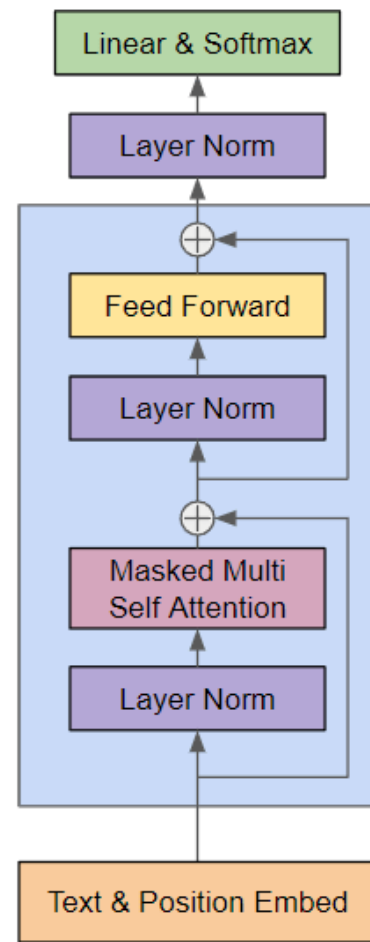 Linear & Softmax
Layer Norm
Feed Forward
Layer Norm
Masked Multi
Self Attention
Layer Norm
Text & Position Embed